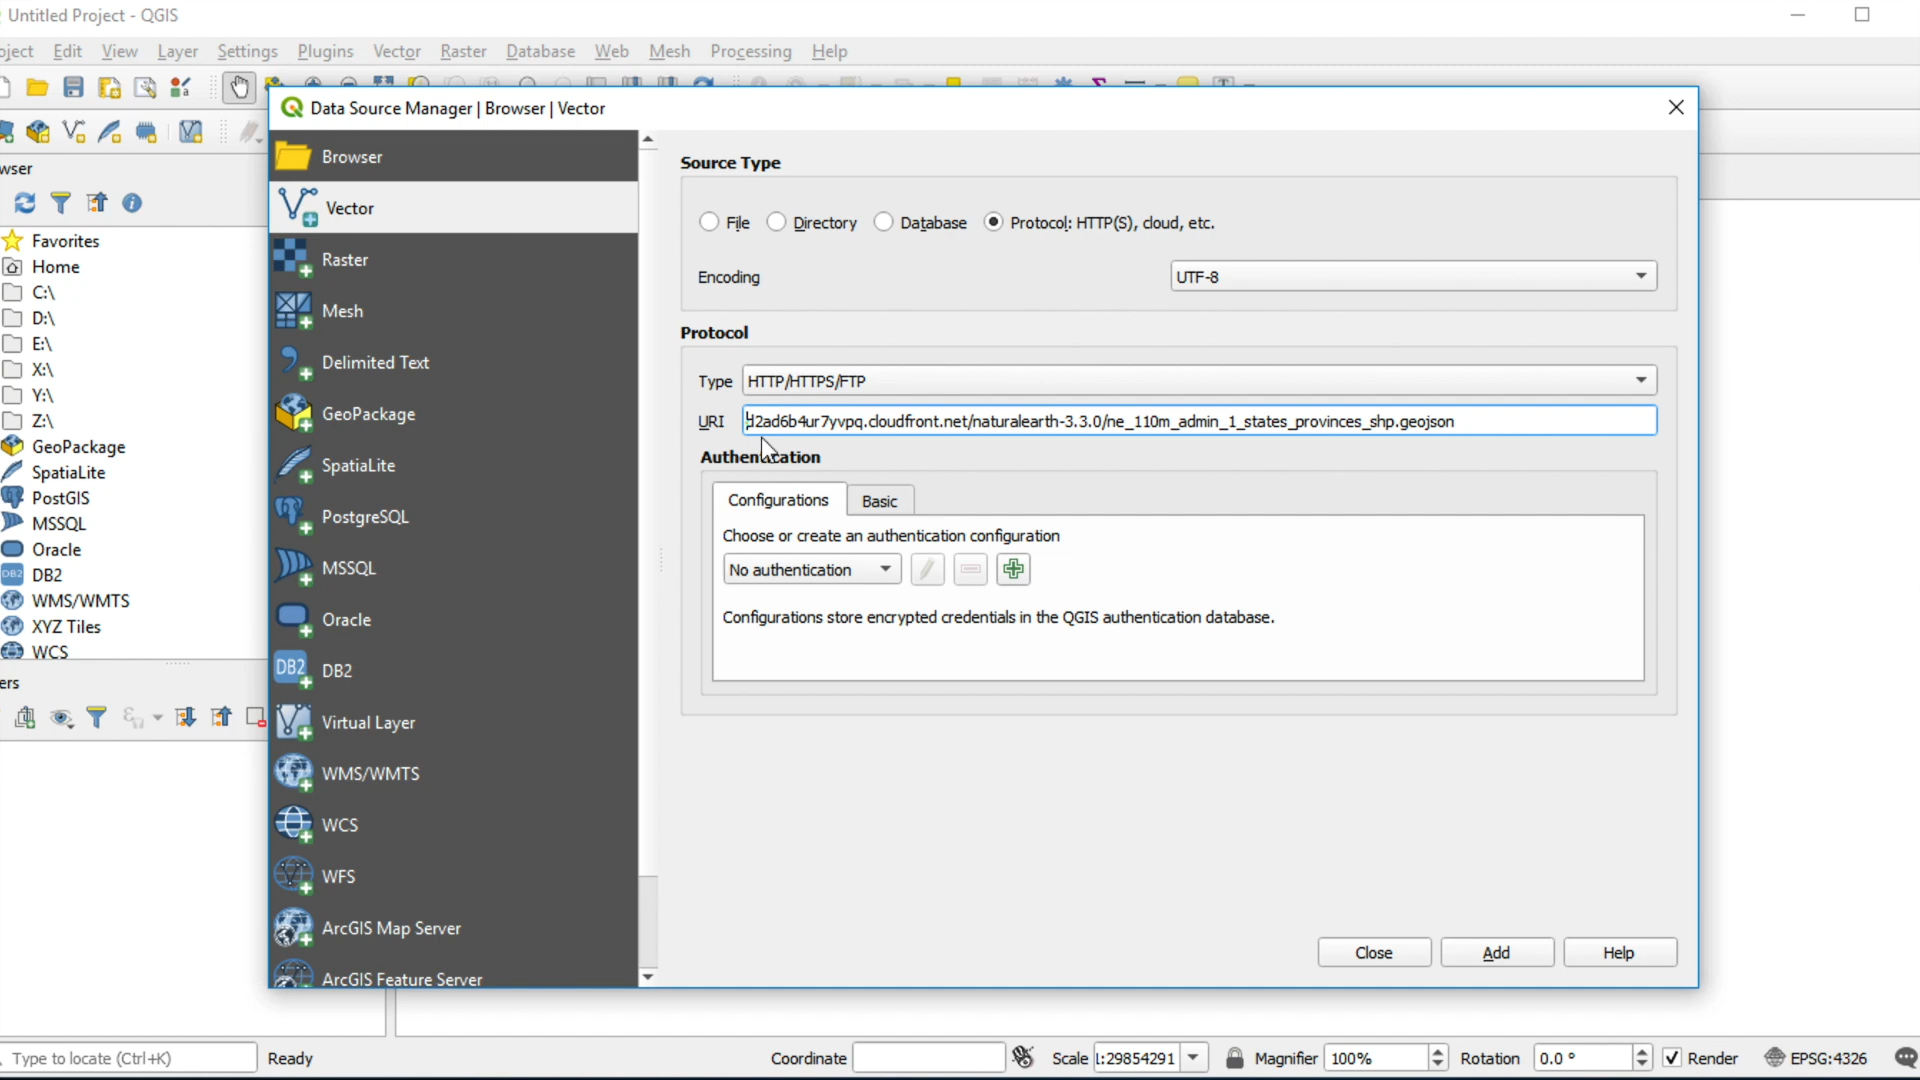 Untitled Project - QGIS
oject Edit View Layer Settings Plugins Vector Raster Database Web Mesh Processing Help
Data Source Manager | Browser | Vector
wser
Favorites
Home
C:\
D:\
E:\
X:\
Y:\
Z:\
GeoPackage
SpatiaLite
PostGIS
MSSQL
Oracle
DB2
WMS/WMTS
XYZ Tiles
WCS
ers
Browser
Vector
Raster
Mesh
Delimited Text
GeoPackage
SpatiaLite
PostgreSQL
MSSQL
Oracle
DB2
Virtual Layer
WMS/WMTS
WCS
WFS
ArcGIS Map Server
ArcGIS Feature Server
Source Type
File Directory Database Protocol: HTTP(S), cloud, etc.
Encoding UTF-8
Protocol
Type HTTP/HTTPS/FTP
URI d2ad6b4ur7yvpq.cloudfront.net/naturalearth-3.3.0/ne_110m_admin_1_states_provinces_shp.geojson
Authentication
Configurations Basic
Choose or create an authentication configuration
No authentication
Configurations store encrypted credentials in the QGIS authentication database.
Close Add Help
Type to locate (Ctrl+K) Ready Coordinate Scale 1:29854291 Magnifier 100% Rotation 0.0 ° Render EPSG:4326